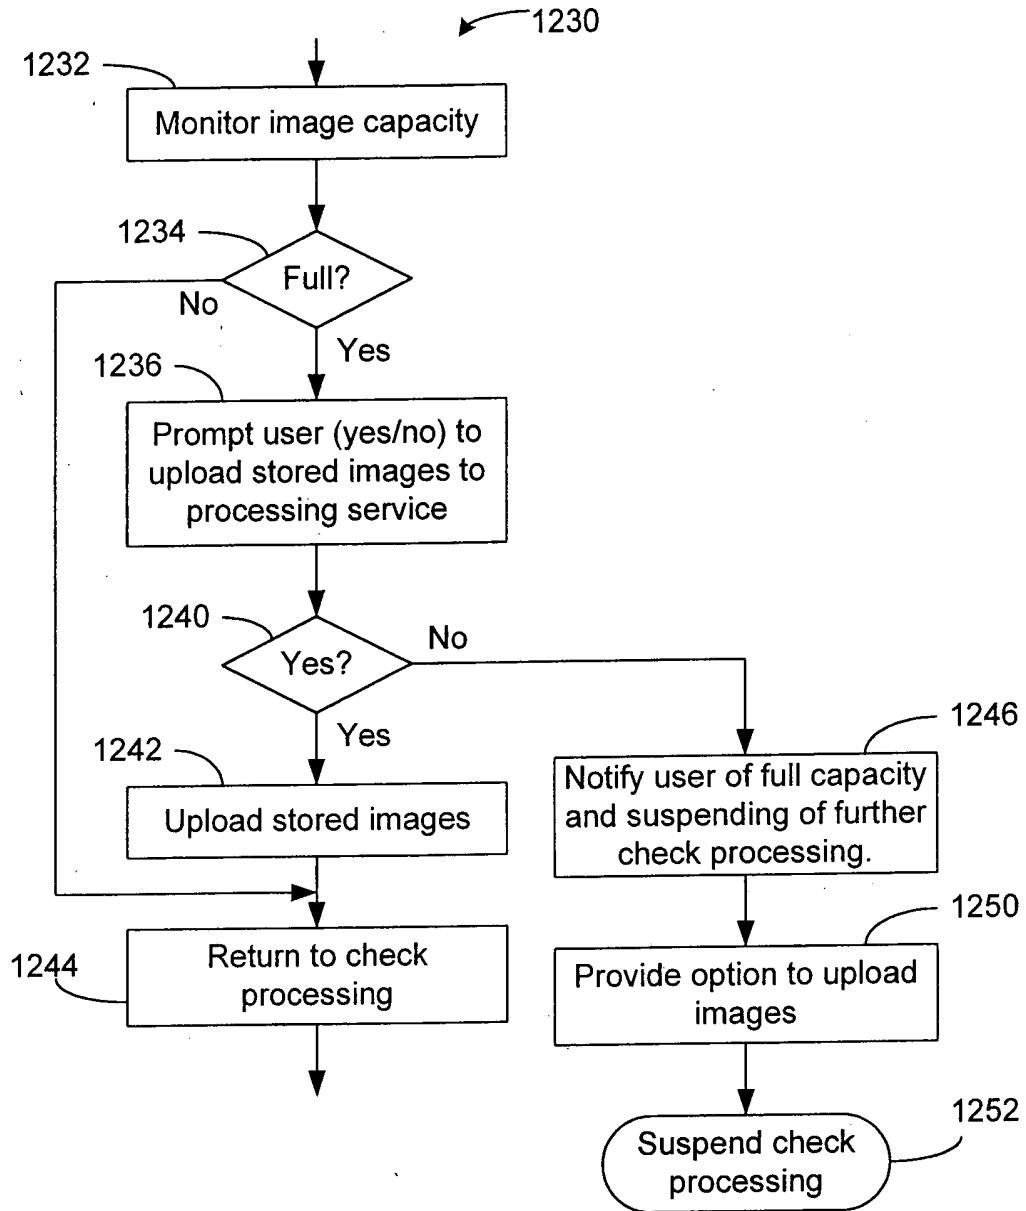 1230
1232
Monitor image capacity
1234
Full?
No
Yes
1236
Prompt user (yes/no) to
upload stored images to
processing service
1240
Yes?
No
Yes
1242
Upload stored images
1246
Notify user of full capacity
and suspending of further
check processing.
1244
Return to check
processing
1250
Provide option to upload
images
1252
Suspend check
processing